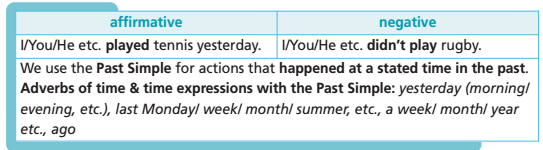 affirmative negative
I/You/He etc. played tennis yesterday. I/You/He etc. didn't play rugby.
We use the Past Simple for actions that happened at a stated time in the past.
Adverbs of time & time expressions with the Past Simple: yesterday (morning/
evening, etc.), last Monday/ week/ month/ summer, etc., a week/ month/ year
etc., ago